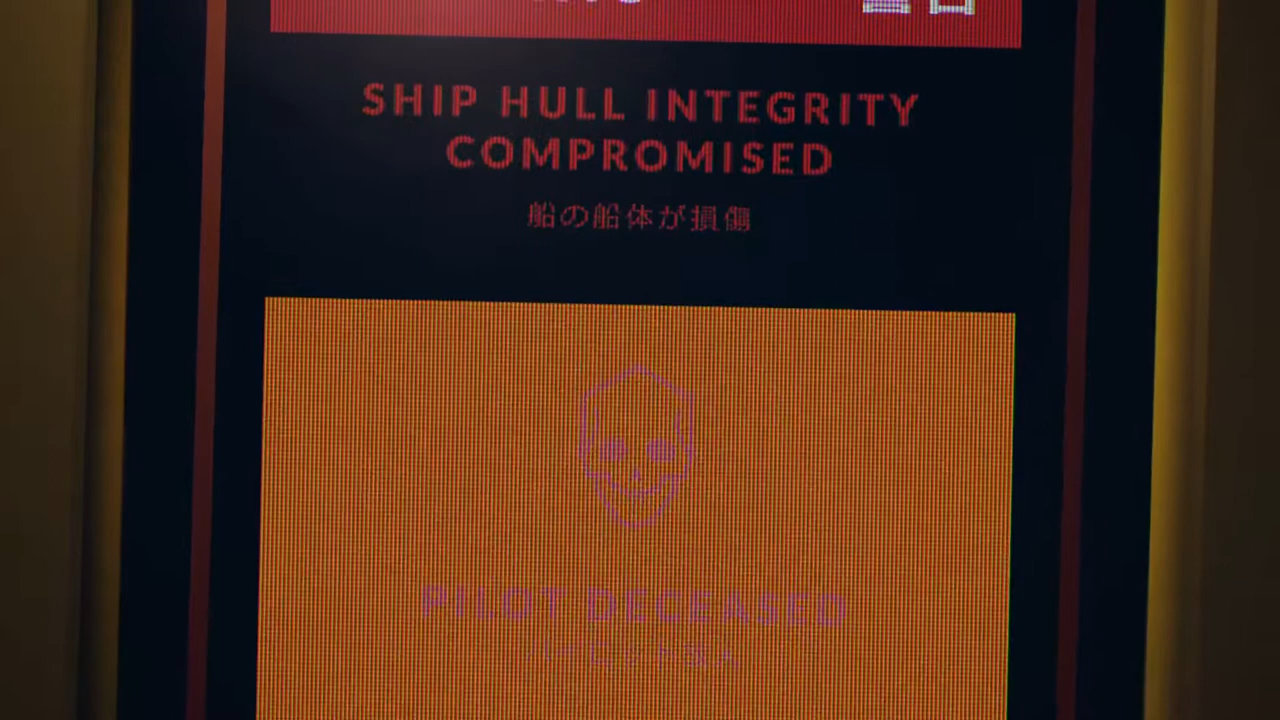 SHIP HULL INTEGRITY
COMPROMISED
船の船体が損傷
PILOT DECEASED